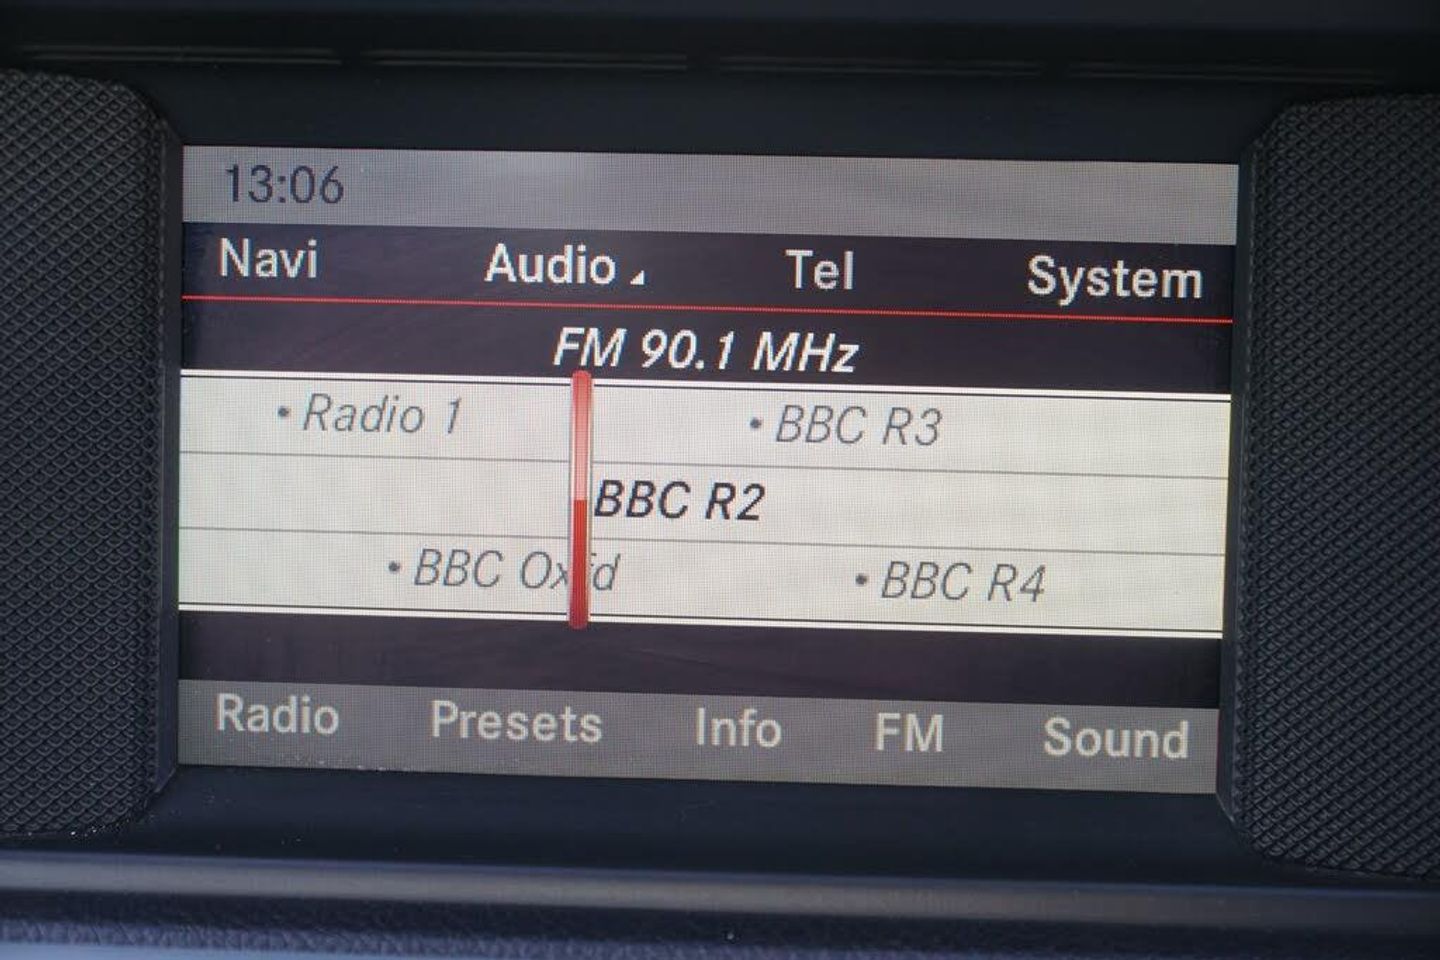 13:06
Navi Audio Tel System
FM 90.1 MHz
• Radio 1 • BBC R3
BBC R2
• BBC Oxfd • BBC R4
Radio Presets Info FM Sound